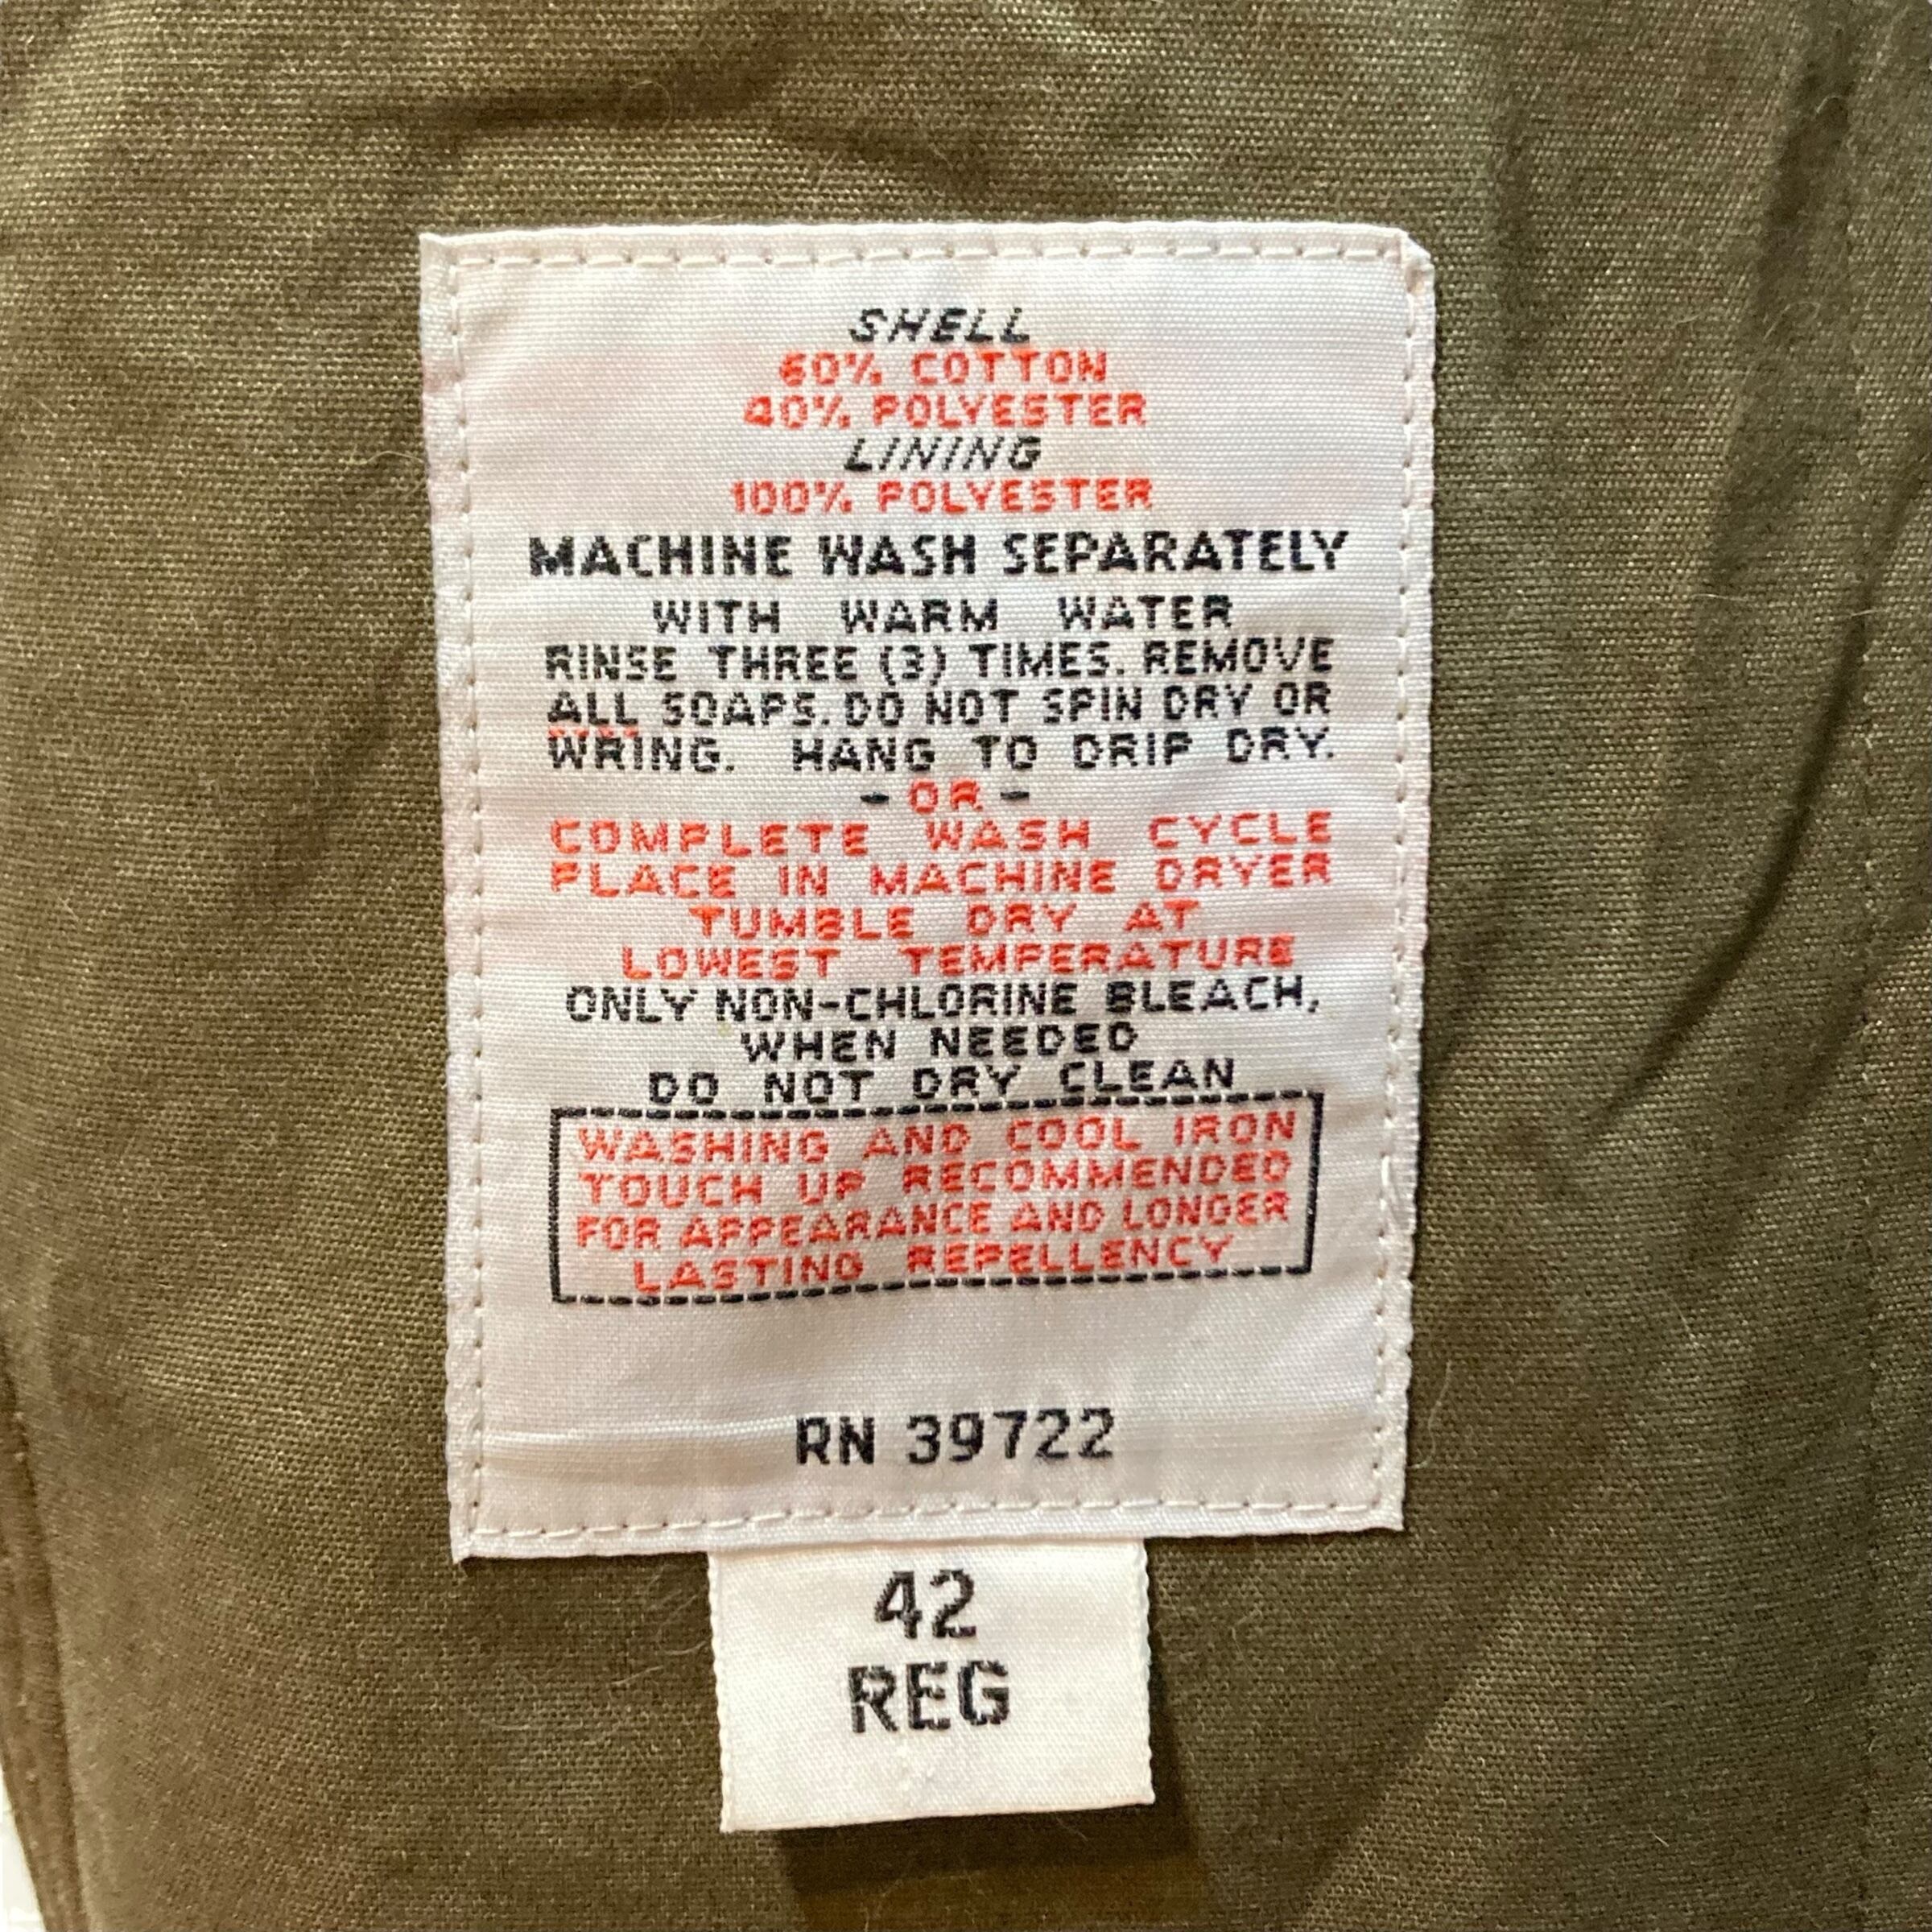 SHELL
60% COTTON
40% POLYESTER
LINING
100% POLYESTER
MACHINE WASH SEPARATELY
WITH WARM WATER
RINSE THREE (3) TIMES. REMOVE
ALL SOAPS. DO NOT SPIN DRY OR
WRING. HANG TO DRIP DRY.
- OR -
COMPLETE WASH CYCLE
PLACE IN MACHINE DRYER
TUMBLE DRY AT
LOWEST TEMPERATURE
ONLY NON-CHLORINE BLEACH,
WHEN NEEDED
DO NOT DRY CLEAN
WASHING AND COOL IRON
TOUCH UP RECOMMENDED
FOR APPEARANCE AND LONGER
LASTING REPELLENCY
RN 39722
42
REG